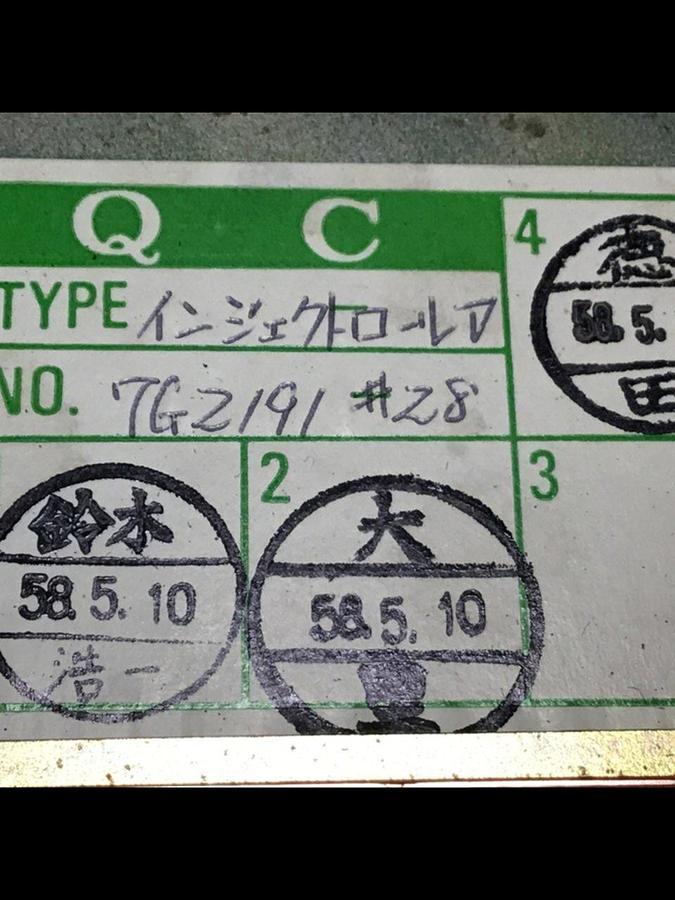 Q C
TYPE インジェクトロールア
NO. 7G2191 #28
4
58.5.
田
鈴木
58.5.10
浩一
2
大
58.5.10
3